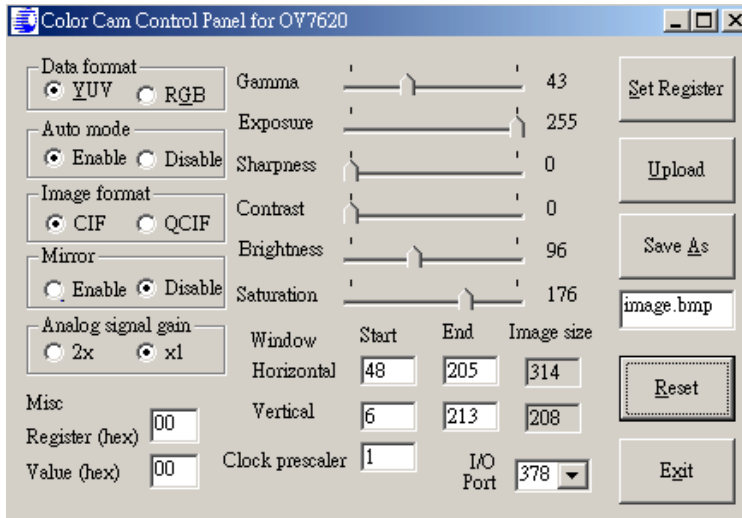 Color Cam Control Panel for OV7620
Data format
YUV RGB
Auto mode
Enable Disable
Image format
CIF QCIF
Mirror
Enable Disable
Analog signal gain
2x x1
Misc
Register (hex) 00
Value (hex) 00
Gamma 43
Exposure 255
Sharpness 0
Contrast 0
Brightness 96
Saturation 176
Window Start End Image size
Horizontal 48 205 314
Vertical 6 213 208
Clock prescaler 1
I/O Port 378
Set Register
Upload
Save As
image.bmp
Reset
Exit